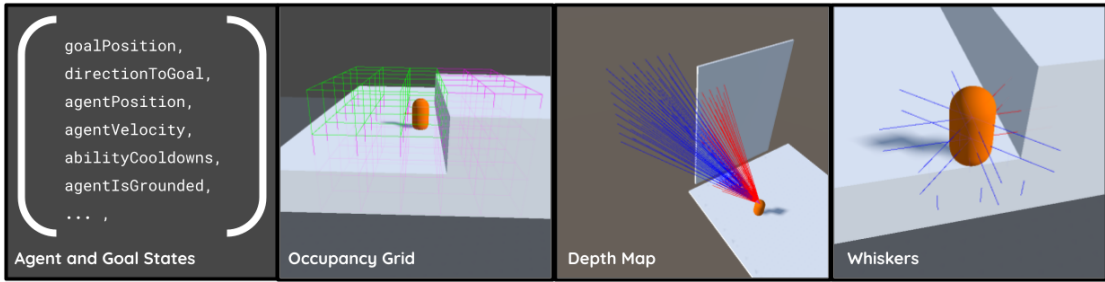 goalPosition,
directionToGoal,
agentPosition,
agentVelocity,
abilityCooldowns,
agentIsGrounded,
... ,
Agent and Goal States
Occupancy Grid
Depth Map
Whiskers